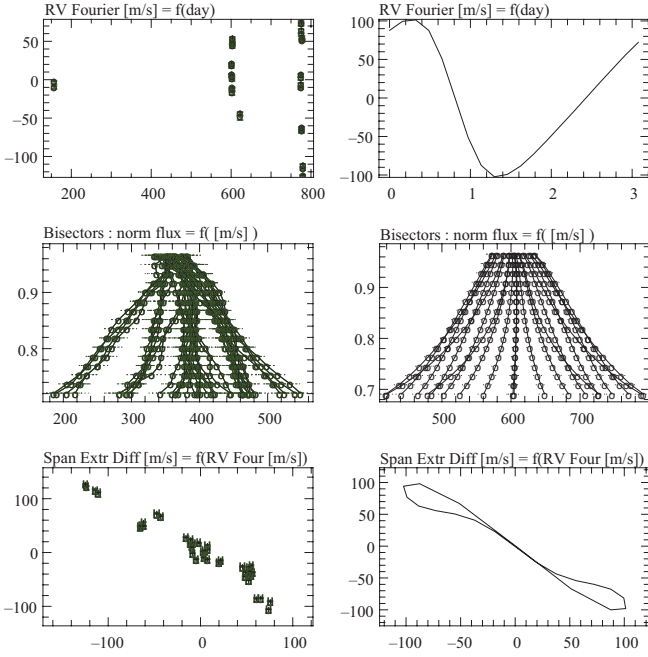 RV Fourier [m/s] = f(day)
50
0
−50
−100
200 400 600 800
RV Fourier [m/s] = f(day)
100
50
0
−50
−100
0 1 2 3
Bisectors : norm flux = f( [m/s] )
0.9
0.8
200 300 400 500
Bisectors : norm flux = f( [m/s] )
0.9
0.8
0.7
500 600 700
Span Extr Diff [m/s] = f(RV Four [m/s])
100
0
−100
−100 0 100
Span Extr Diff [m/s] = f(RV Four [m/s])
100
50
0
−50
−100
−100 −50 0 50 100